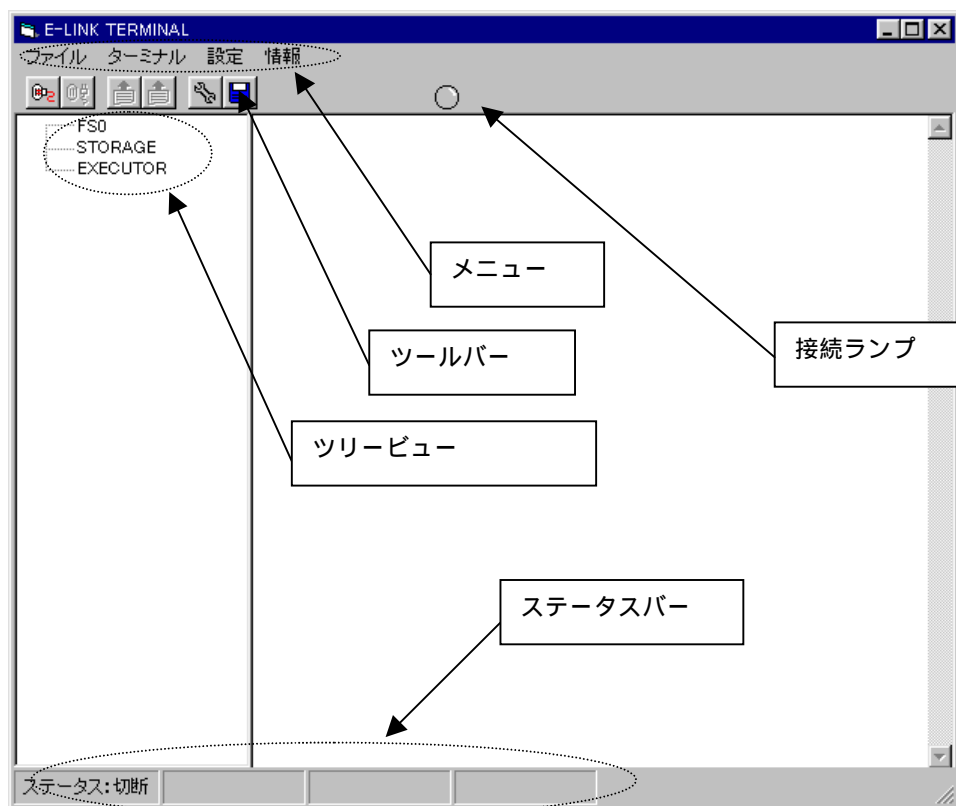 E-LINK TERMINAL
ファイル ターミナル 設定 情報
FS0
STORAGE
EXECUTOR
メニュー
接続ランプ
ツールバー
ツリービュー
ステータスバー
ステータス:切断